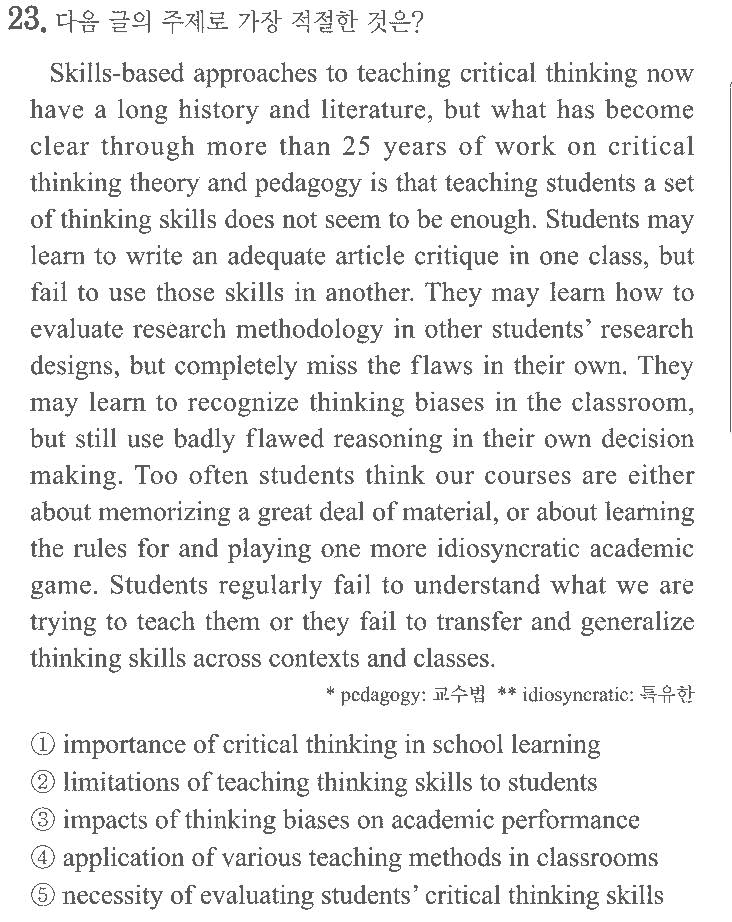 23. 다음 글의 주제로 가장 적절한 것은?
Skills-based approaches to teaching critical thinking now
have a long history and literature, but what has become
clear through more than 25 years of work on critical
thinking theory and pedagogy is that teaching students a set
of thinking skills does not seem to be enough. Students may
learn to write an adequate article critique in one class, but
fail to use those skills in another. They may learn how to
evaluate research methodology in other students’ research
designs, but completely miss the flaws in their own. They
may learn to recognize thinking biases in the classroom,
but still use badly flawed reasoning in their own decision
making. Too often students think our courses are either
about memorizing a great deal of material, or about learning
the rules for and playing one more idiosyncratic academic
game. Students regularly fail to understand what we are
trying to teach them or they fail to transfer and generalize
thinking skills across contexts and classes.
* pedagogy: 교수법 ** idiosyncratic: 특유한
① importance of critical thinking in school learning
② limitations of teaching thinking skills to students
③ impacts of thinking biases on academic performance
④ application of various teaching methods in classrooms
⑤ necessity of evaluating students’ critical thinking skills